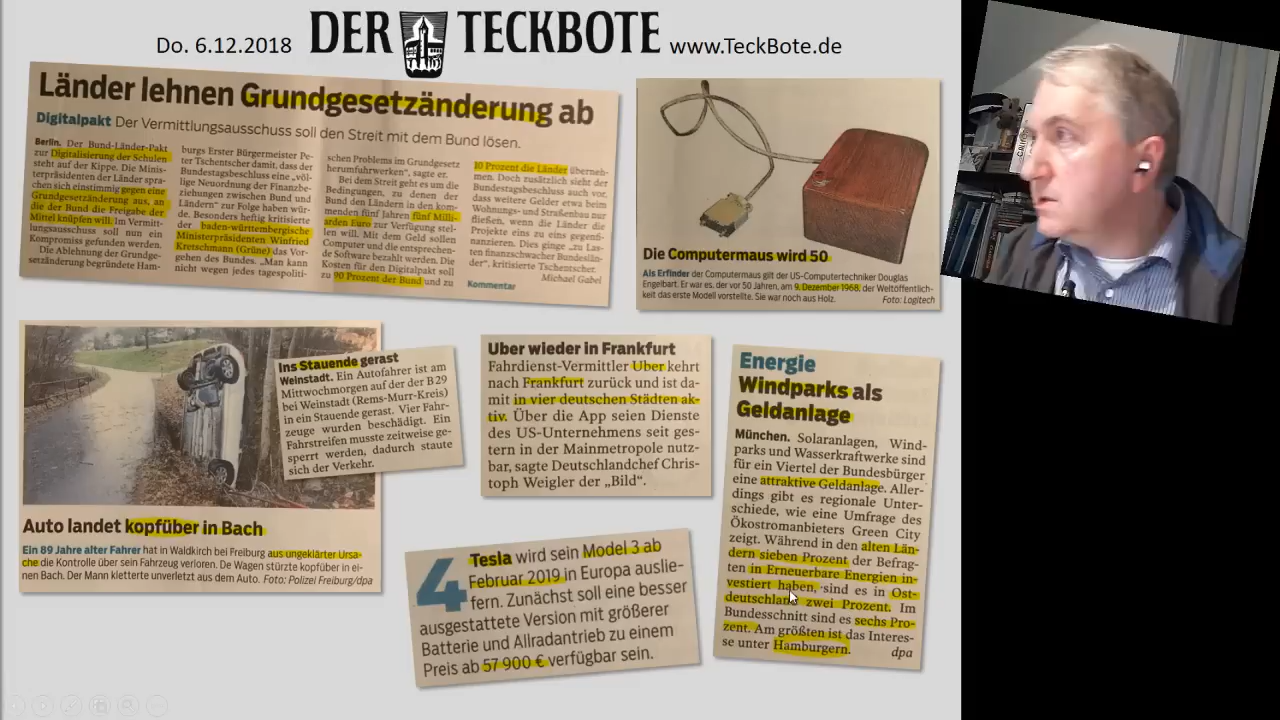 Do. 6.12.2018 DER TECKBOTE www.TeckBote.de
Länder lehnen Grundgesetzänderung ab
Digitalpakt Der Vermittlungsausschuss soll den Streit mit dem Bund lösen.
Berlin. Der Bund-Länder-Pakt
zur Digitalisierung der Schulen
steht auf der Kippe. Die Minis-
terpräsidenten der Länder spra-
chen sich einstimmig gegen eine
Grundgesetzänderung aus, an
die der Bund die Freigabe der
Mittel knüpfen will. Im Vermitt-
lungsausschuss soll nun ein
Kompromiss gefunden werden.
Die Ablehnung der Grundge-
setzänderung begründete Ham-
burgs Erster Bürgermeister Pe-
ter Tschentscher damit, dass der
Bundestagsbeschluss eine „völ-
lige Neuordnung der Finanzbe-
ziehungen zwischen Bund und
Ländern“ zur Folge haben wür-
de. Besonders heftig kritisierte
der baden-württembergische
Ministerpräsidenten Winfried
Kretschmann (Grüne) das Vor-
gehen des Bundes. „Man kann
nicht wegen jedes tagespoliti-
schen Problems im Grundgesetz
herumfuhrwerken“, sagte er.
Bei dem Streit geht es um die
Bedingungen, zu denen der
Bund den Ländern in den kom-
menden fünf Jahren fünf Milli-
arden Euro zur Verfügung stel-
len will. Mit dem Geld sollen
Computer und die entsprechen-
de Software bezahlt werden. Die
Kosten für den Digitalpakt soll
zu 90 Prozent der Bund und zu
10 Prozent die Länder überneh-
men. Doch zusätzlich sieht der
Bundestagsbeschluss auch vor,
dass weitere Gelder etwa beim
Wohnungs- und Straßenbau nur
fließen, wenn die Länder die
Projekte eins zu eins gegenfi-
nanzieren. Dies ginge „zu Las-
ten finanzschwacher Bundeslän-
der“, kritisierte Tschentscher.
Michael Gabel
Kommentar
Die Computermaus wird 50
Als Erfinder der Computermaus gilt der US-Computertechniker Douglas
Engelbart. Er war es, der vor 50 Jahren, am 9. Dezember 1968, der Weltöffentlich-
keit das erste Modell vorstellte. Sie war noch aus Holz. Foto: Logitech
Ins Stauende gerast
Weinstadt. Ein Autofahrer ist am
Mittwochmorgen auf der der B 29
bei Weinstadt (Rems-Murr-Kreis)
in ein Stauende gerast. Vier Fahr-
zeuge wurden beschädigt. Ein
Fahrstreifen musste zeitweise ge-
sperrt werden, dadurch staute
sich der Verkehr.
Auto landet kopfüber in Bach
Ein 89 Jahre alter Fahrer hat in Waldkirch bei Freiburg aus ungeklärter Ursa-
che die Kontrolle über sein Fahrzeug verloren. De Wagen stürzte kopfüber in ei-
nen Bach. Der Mann kletterte unverletzt aus dem Auto. Foto: Polizei Freiburg/dpa
Uber wieder in Frankfurt
Fahrdienst-Vermittler Uber kehrt
nach Frankfurt zurück und ist da-
mit in vier deutschen Städten ak-
tiv. Über die App seien Dienste
des US-Unternehmens seit ges-
tern in der Mainmetropole nutz-
bar, sagte Deutschlandchef Chris-
toph Weigler der „Bild“.
4 Tesla wird sein Model 3 ab
Februar 2019 in Europa auslie-
fern. Zunächst soll eine besser
ausgestattete Version mit größerer
Batterie und Allradantrieb zu einem
Preis ab 57 900 € verfügbar sein.
Energie
Windparks als
Geldanlage
München. Solaranlagen, Wind-
parks und Wasserkraftwerke sind
für ein Viertel der Bundesbürger
eine attraktive Geldanlage. Aller-
dings gibt es regionale Unter-
schiede, wie eine Umfrage des
Ökostromanbieters Green City
zeigt. Während in den alten Län-
dern sieben Prozent der Befrag-
ten in Erneuerbare Energien in-
vestiert haben, sind es in Ost-
deutschland zwei Prozent. Im
Bundesschnitt sind es sechs Pro-
zent. Am größten ist das Interes-
se unter Hamburgern. dpa